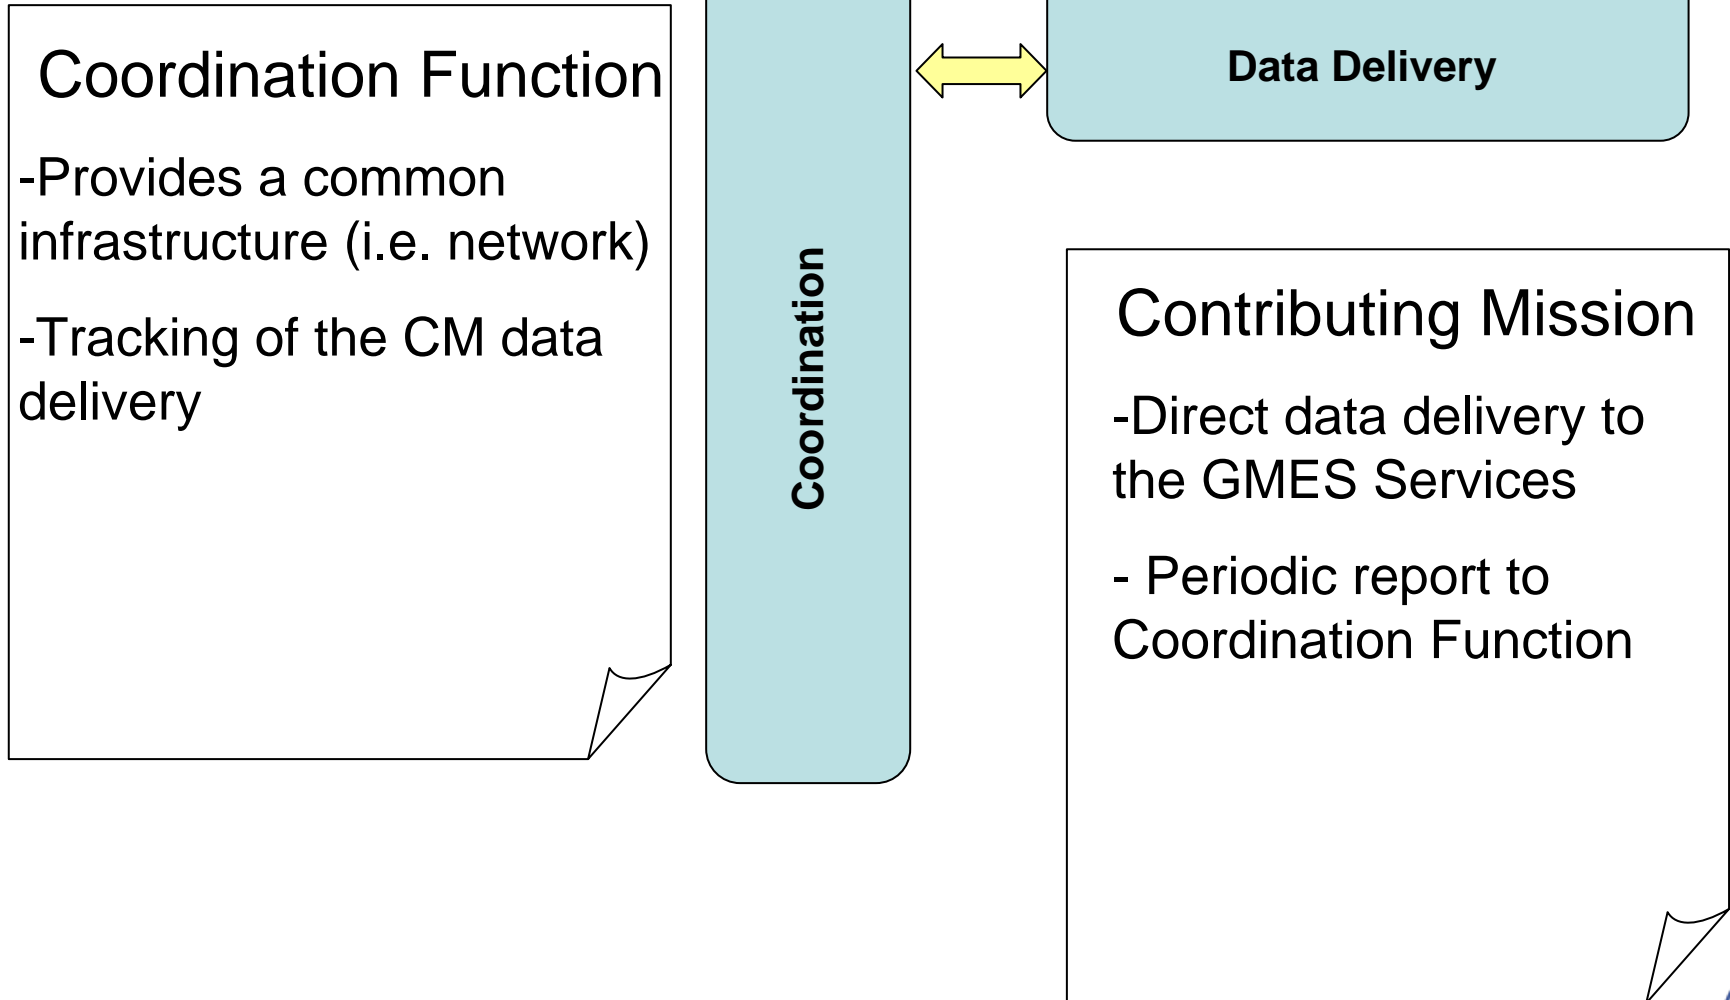 Coordination Function
-Provides a common
infrastructure (i.e. network)
-Tracking of the CM data
delivery
Coordination
Data Delivery
Contributing Mission
-Direct data delivery to
the GMES Services
- Periodic report to
Coordination Function